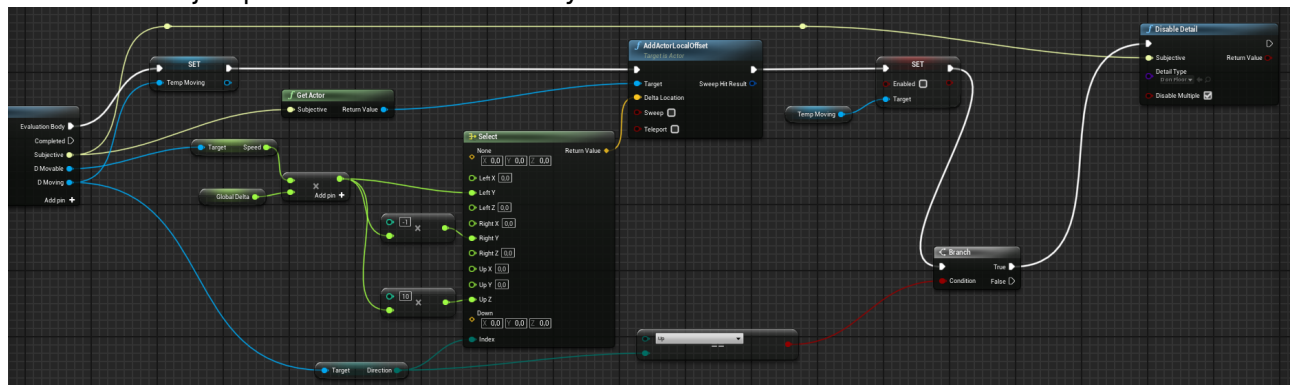 SET
Temp Moving
Evaluation Body
Completed
Subjective
D Movable
D Moving
Add pin +
Get Actor
Subjective Return Value
Target Speed
Global Delta
X
Add pin +
-1
X
10
X
Select
None Return Value
X 0,0 Y 0,0 Z 0,0
Left X 0,0
Left Y
Left Z 0,0
Right X 0,0
Right Y
Right Z 0,0
Up X 0,0
Up Y 0,0
Up Z
Down
X 0,0 Y 0,0 Z 0,0
Index
Target Direction
AddActorLocalOffset
Target is Actor
Target Sweep Hit Result
Delta Location
Sweep
Teleport
Temp Moving
SET
Enabled
Target
Up
==
Branch
True
Condition False
Disable Detail
Subjective Return Value
Detail Type
D on Floor
Disable Multiple